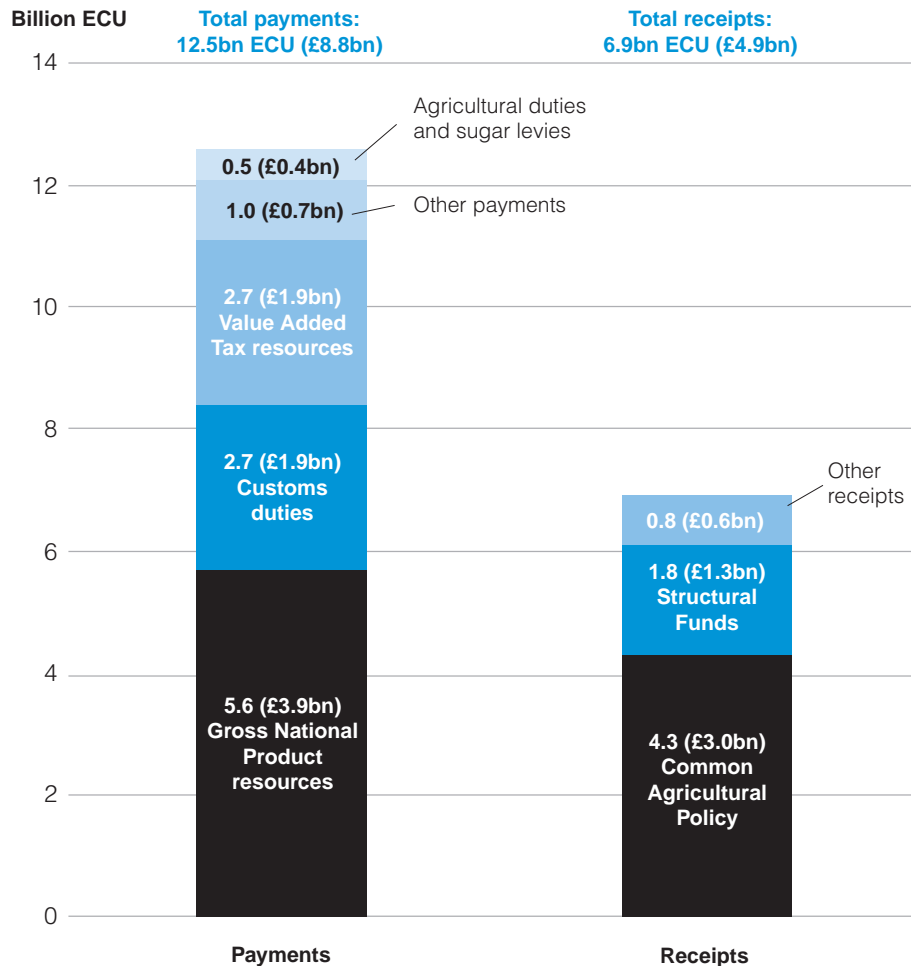 Billion ECU
Total payments:
12.5bn ECU (£8.8bn)
Total receipts:
6.9bn ECU (£4.9bn)
14
12
10
8
6
4
2
0
Agricultural duties
and sugar levies
0.5 (£0.4bn)
1.0 (£0.7bn)
Other payments
2.7 (£1.9bn)
Value Added
Tax resources
2.7 (£1.9bn)
Customs
duties
5.6 (£3.9bn)
Gross National
Product
resources
Other
receipts
0.8 (£0.6bn)
1.8 (£1.3bn)
Structural
Funds
4.3 (£3.0bn)
Common
Agricultural
Policy
Payments
Receipts